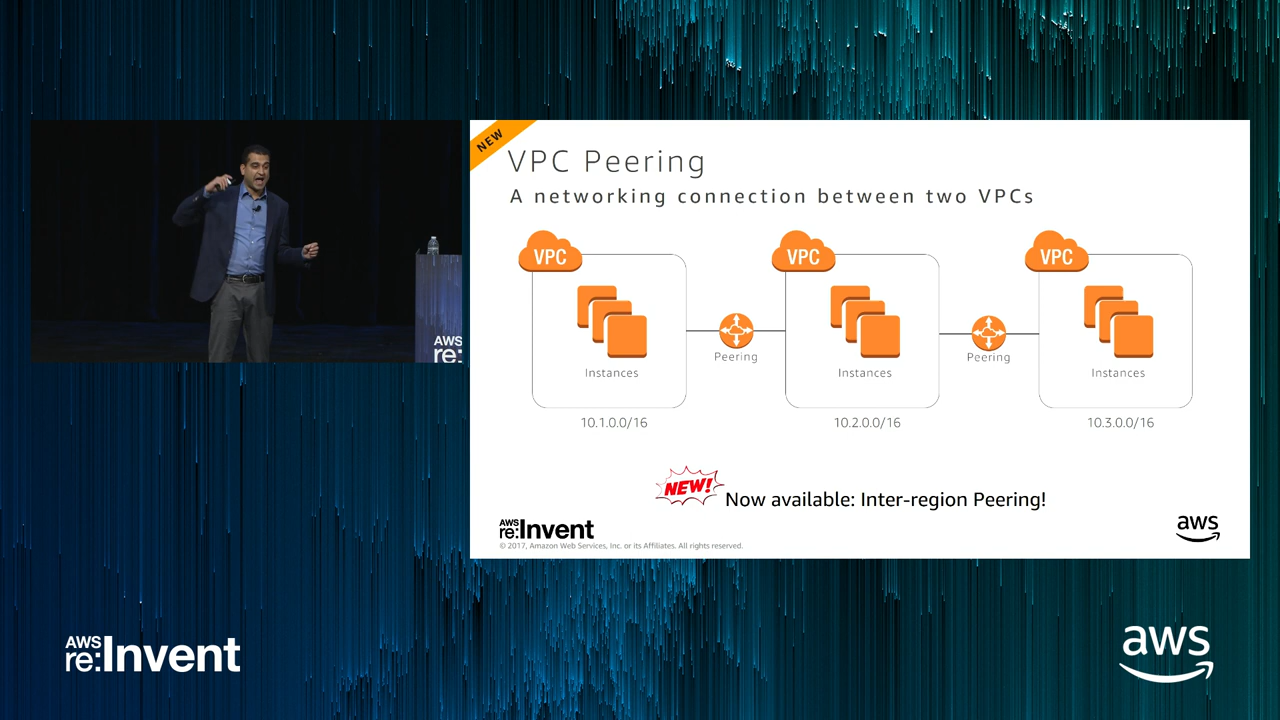 NEW
VPC Peering
A networking connection between two VPCs
VPC
VPC
VPC
Peering
Peering
Instances
Instances
Instances
10.1.0.0/16
10.2.0.0/16
10.3.0.0/16
NEW!
Now available: Inter-region Peering!
AWS
re:Invent
© 2017, Amazon Web Services, Inc. or its Affiliates. All rights reserved.
aws
AWS
re:
AWS
re:Invent
aws